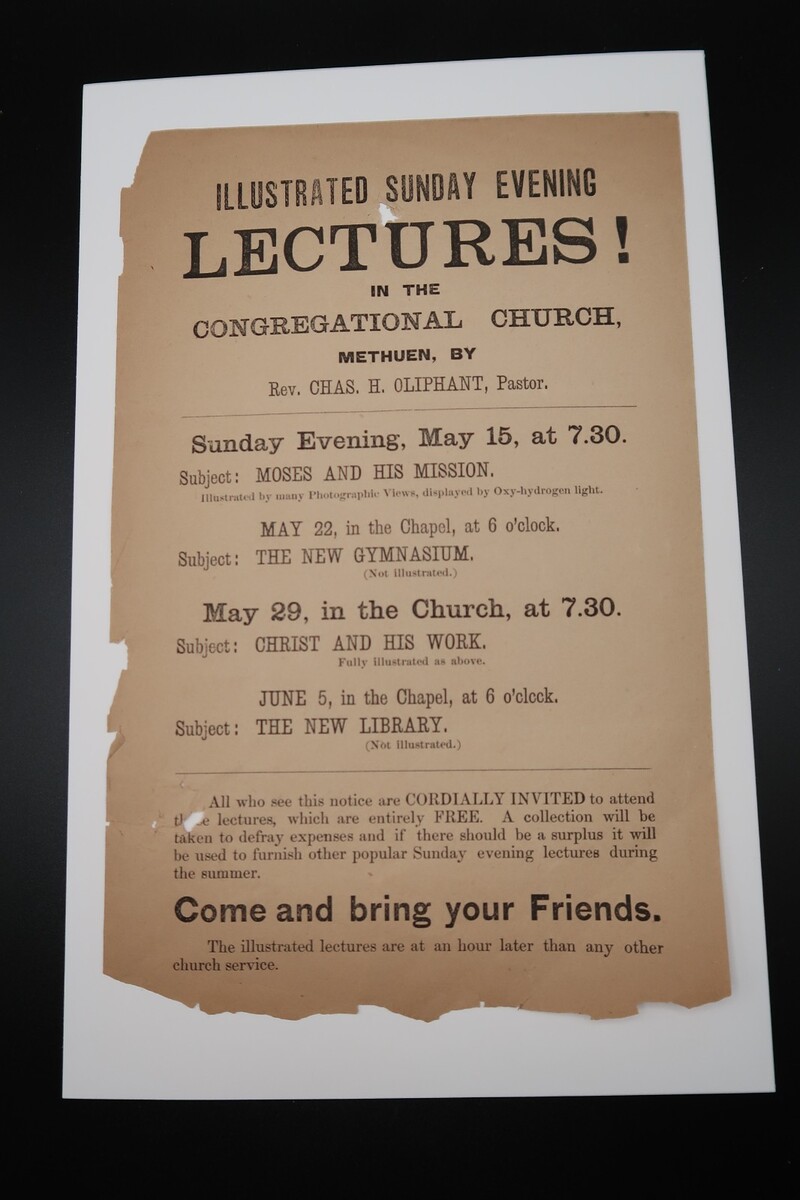 ILLUSTRATED SUNDAY EVENING
LECTURES!
IN THE
CONGREGATIONAL CHURCH,
METHUEN, BY
Rev. CHAS. H. OLIPHANT, Pastor.
Sunday Evening, May 15, at 7.30.
Subject: MOSES AND HIS MISSION.
Illustrated by many Photographic Views, displayed by Oxy-hydrogen light.
MAY 22, in the Chapel, at 6 o'clock.
Subject: THE NEW GYMNASIUM.
(Not illustrated.)
May 29, in the Church, at 7.30.
Subject: CHRIST AND HIS WORK.
Fully illustrated as above.
JUNE 5, in the Chapel, at 6 o'clcck.
Subject: THE NEW LIBRARY.
(Not illustrated.)
All who see this notice are CORDIALLY INVITED to attend
lectures, which are entirely FREE. A collection will be
taken to defray expenses and if there should be a surplus it will
be used to furnish other popular Sunday evening lectures during
the summer.
Come and bring your Friends.
The illustrated lectures are at an hour later than any other
church service.